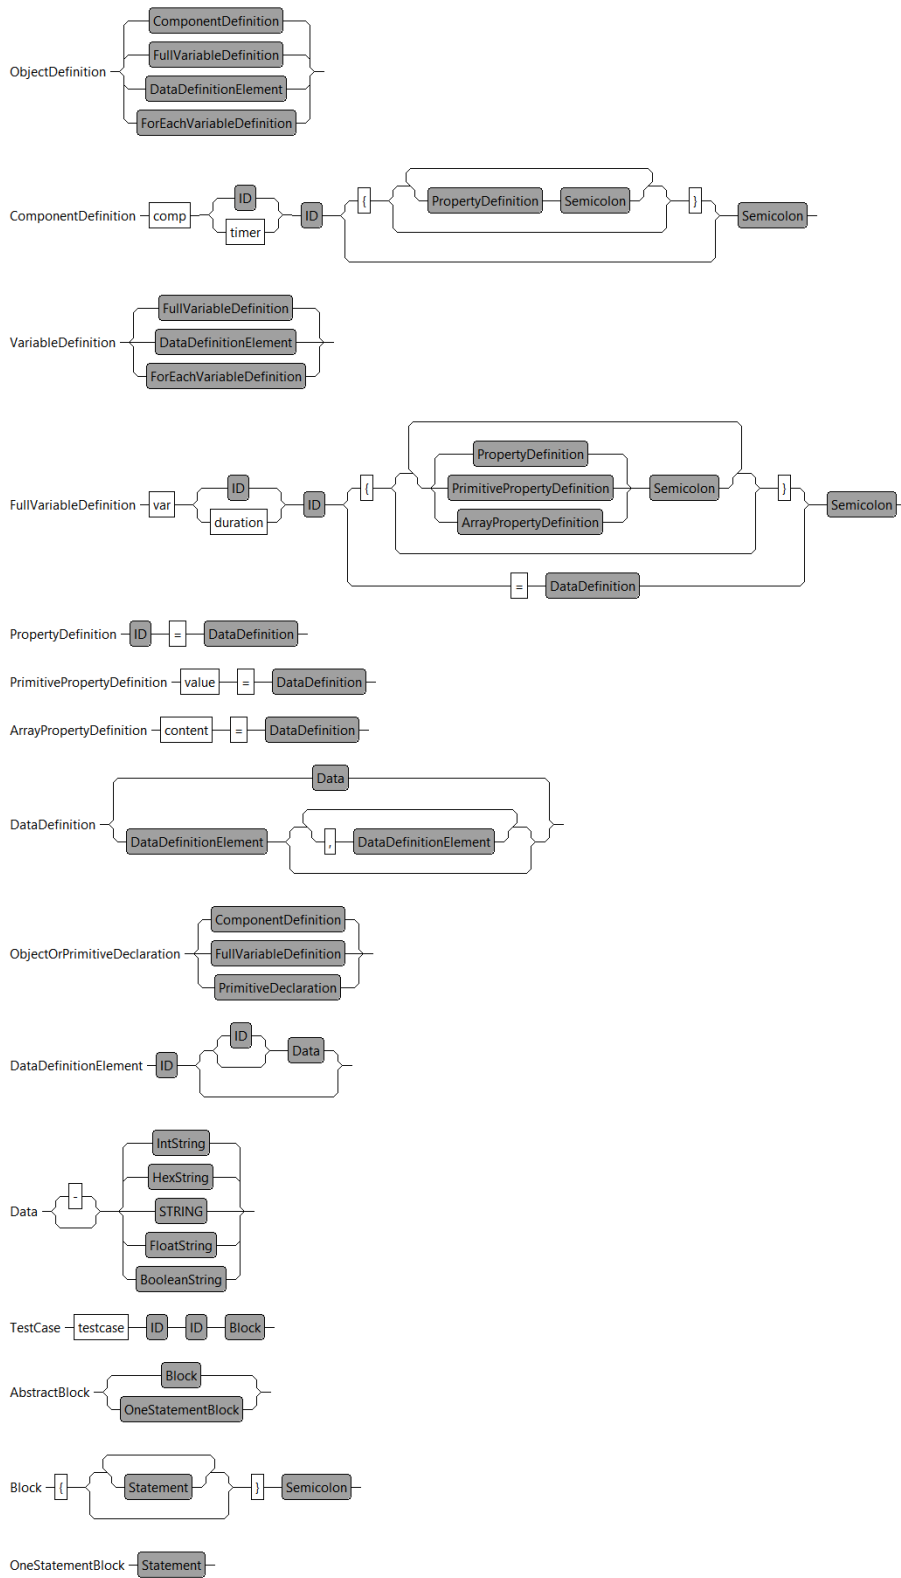 ComponentDefinition
FullVariableDefinition
ObjectDefinition
DataDefinitionElement
ForEachVariableDefinition
ID
ComponentDefinition comp ID { PropertyDefinition Semicolon } Semicolon
timer
FullVariableDefinition
VariableDefinition DataDefinitionElement
ForEachVariableDefinition
PropertyDefinition
ID { PrimitivePropertyDefinition Semicolon }
FullVariableDefinition var ID Semicolon
duration ArrayPropertyDefinition
= DataDefinition
PropertyDefinition ID = DataDefinition
PrimitivePropertyDefinition value = DataDefinition
ArrayPropertyDefinition content = DataDefinition
Data
DataDefinition
DataDefinitionElement , DataDefinitionElement
ComponentDefinition
ObjectOrPrimitiveDeclaration FullVariableDefinition
PrimitiveDeclaration
ID
Data
DataDefinitionElement ID
IntString
HexString
-
Data STRING
FloatString
BooleanString
TestCase testcase ID ID Block
Block
AbstractBlock
OneStatementBlock
Block { Statement } Semicolon
OneStatementBlock Statement